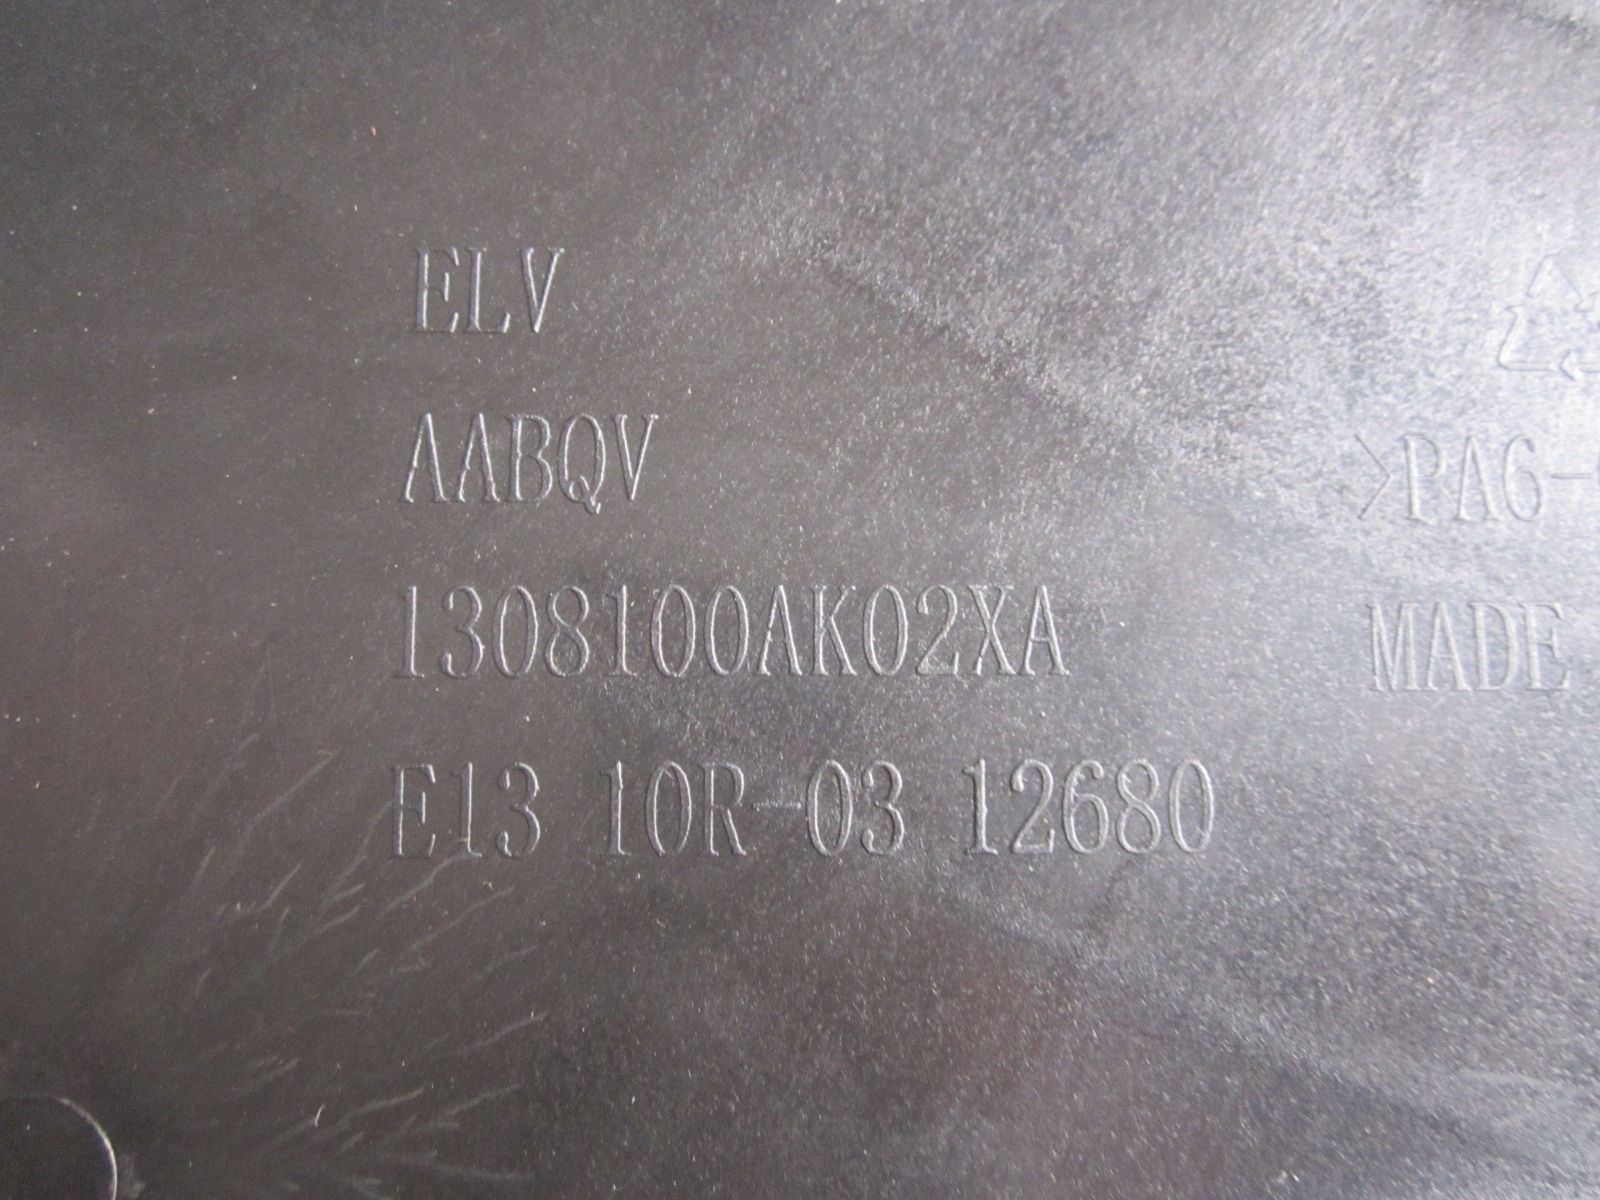 ELV
AABQV
>PA6-
1308100AK02XA
MADE
E13 10R-03 12680